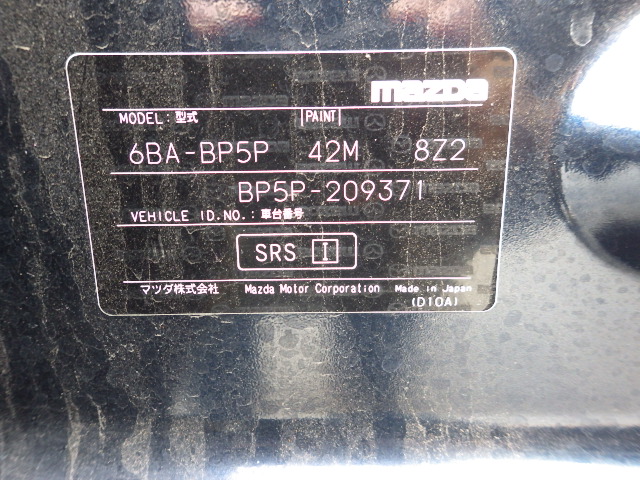 mazda
MODEL: 型式 PAINT
6BA-BP5P 42M 8Z2
BP5P-209371
VEHICLE ID.NO.: 車台番号
SRS I
マツダ株式会社 Mazda Motor Corporation Made in Japan
(D10A)